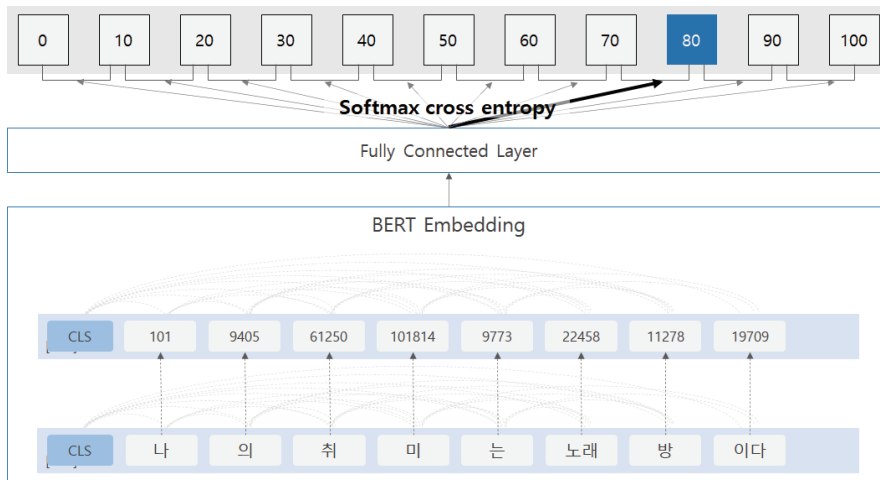 0 10 20 30 40 50 60 70 80 90 100
Softmax cross entropy
Fully Connected Layer
BERT Embedding
CLS 101 9405 61250 101814 9773 22458 11278 19709
CLS 나 의 취 미 는 노래 방 이다